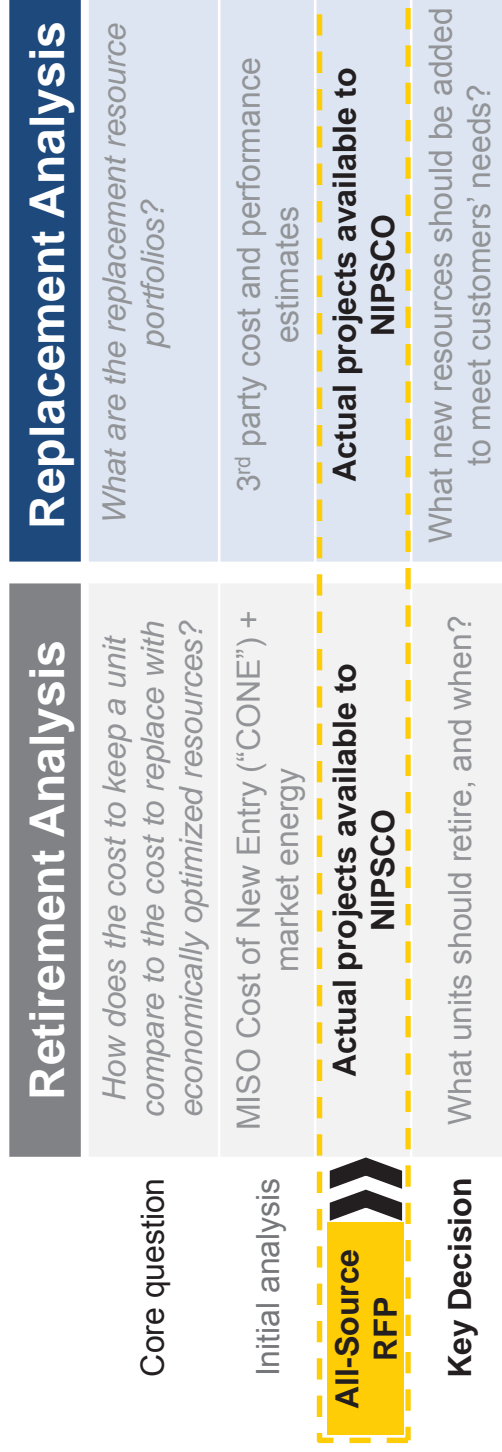 Retirement Analysis
Replacement Analysis
Core question
How does the cost to keep a unit
compare to the cost to replace with
economically optimized resources?
What are the replacement resource
portfolios?
Initial analysis
MISO Cost of New Entry (“CONE”) +
market energy
3rd party cost and performance
estimates
All-Source
RFP
Actual projects available to
NIPSCO
Actual projects available to
NIPSCO
Key Decision
What units should retire, and when?
What new resources should be added
to meet customers’ needs?